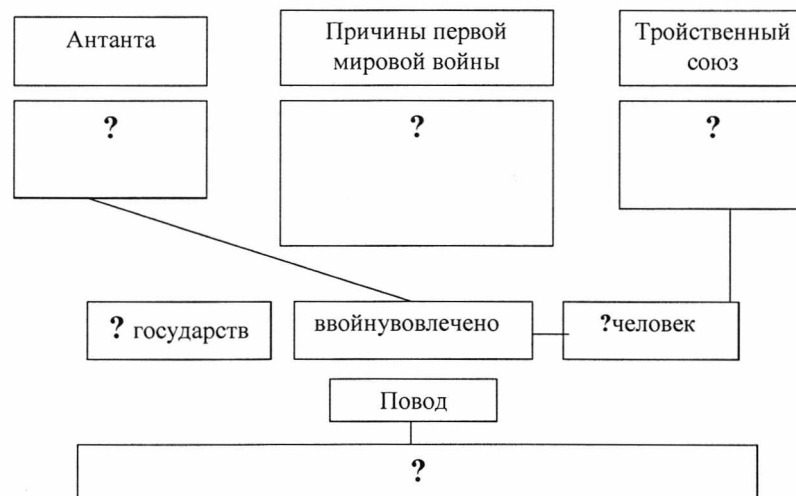 Антанта
Причины первой
мировой войны
Тройственный
союз
?
?
?
? государств
ввойнувовлечено
?человек
Повод
?